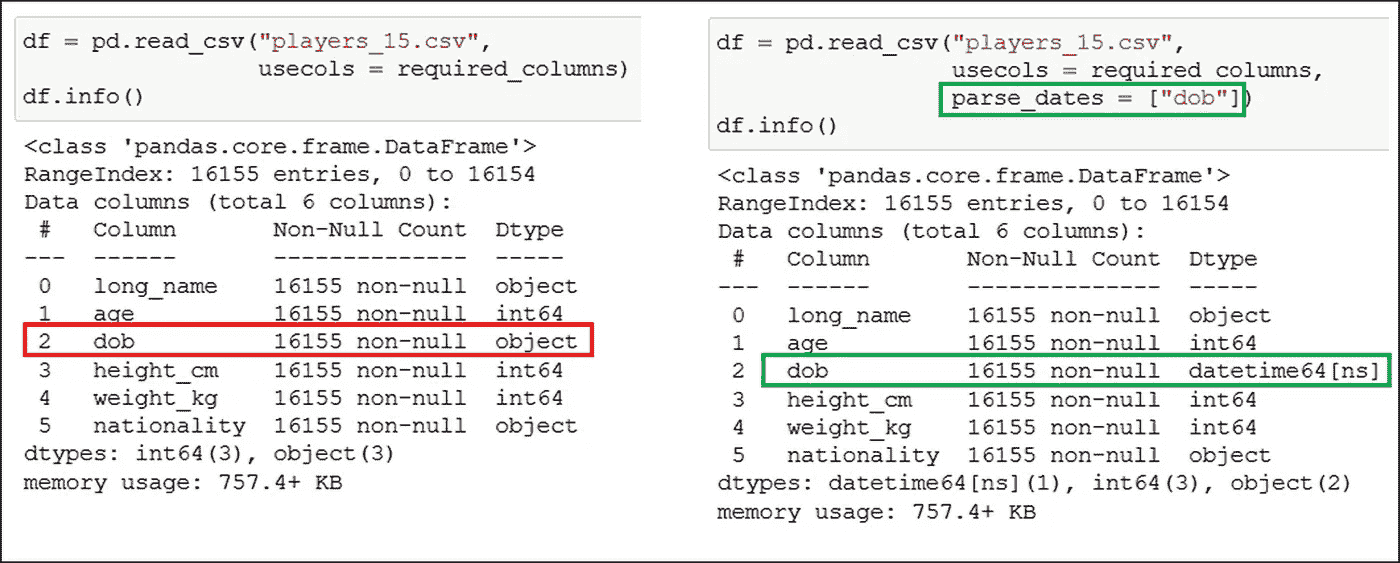 df = pd.read_csv("players_15.csv",
usecols = required_columns)
df.info()
<class 'pandas.core.frame.DataFrame'>
RangeIndex: 16155 entries, 0 to 16154
Data columns (total 6 columns):
# Column Non-Null Count Dtype
--- ------ -------------- -----
0 long_name 16155 non-null object
1 age 16155 non-null int64
2 dob 16155 non-null object
3 height_cm 16155 non-null int64
4 weight_kg 16155 non-null int64
5 nationality 16155 non-null object
dtypes: int64(3), object(3)
memory usage: 757.4+ KB
df = pd.read_csv("players_15.csv",
usecols = required_columns,
parse_dates = ["dob"])
df.info()
<class 'pandas.core.frame.DataFrame'>
RangeIndex: 16155 entries, 0 to 16154
Data columns (total 6 columns):
# Column Non-Null Count Dtype
--- ------ -------------- -----
0 long_name 16155 non-null object
1 age 16155 non-null int64
2 dob 16155 non-null datetime64[ns]
3 height_cm 16155 non-null int64
4 weight_kg 16155 non-null int64
5 nationality 16155 non-null object
dtypes: datetime64[ns](1), int64(3), object(2)
memory usage: 757.4+ KB